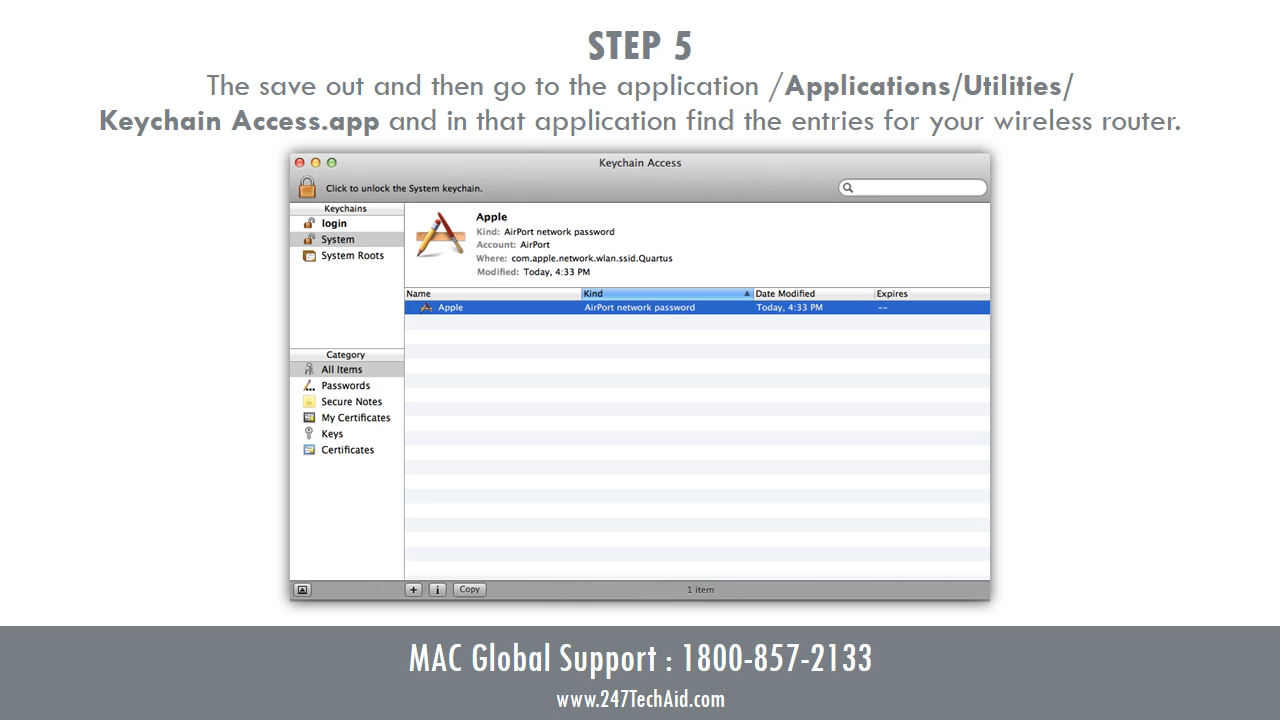 STEP 5
The save out and then go to the application /Applications/Utilities/
Keychain Access.app and in that application find the entries for your wireless router.
Keychain Access
Click to unlock the System keychain.
Keychains
login
System
System Roots
Apple
Kind: AirPort network password
Account: AirPort
Where: com.apple.network.wlan.ssid.Quartus
Modified: Today, 4:33 PM
Name Kind Date Modified Expires
Apple AirPort network password Today, 4:33 PM --
Category
All Items
Passwords
Secure Notes
My Certificates
Keys
Certificates
+ i Copy 1 item
MAC Global Support : 1800-857-2133
www.247TechAid.com